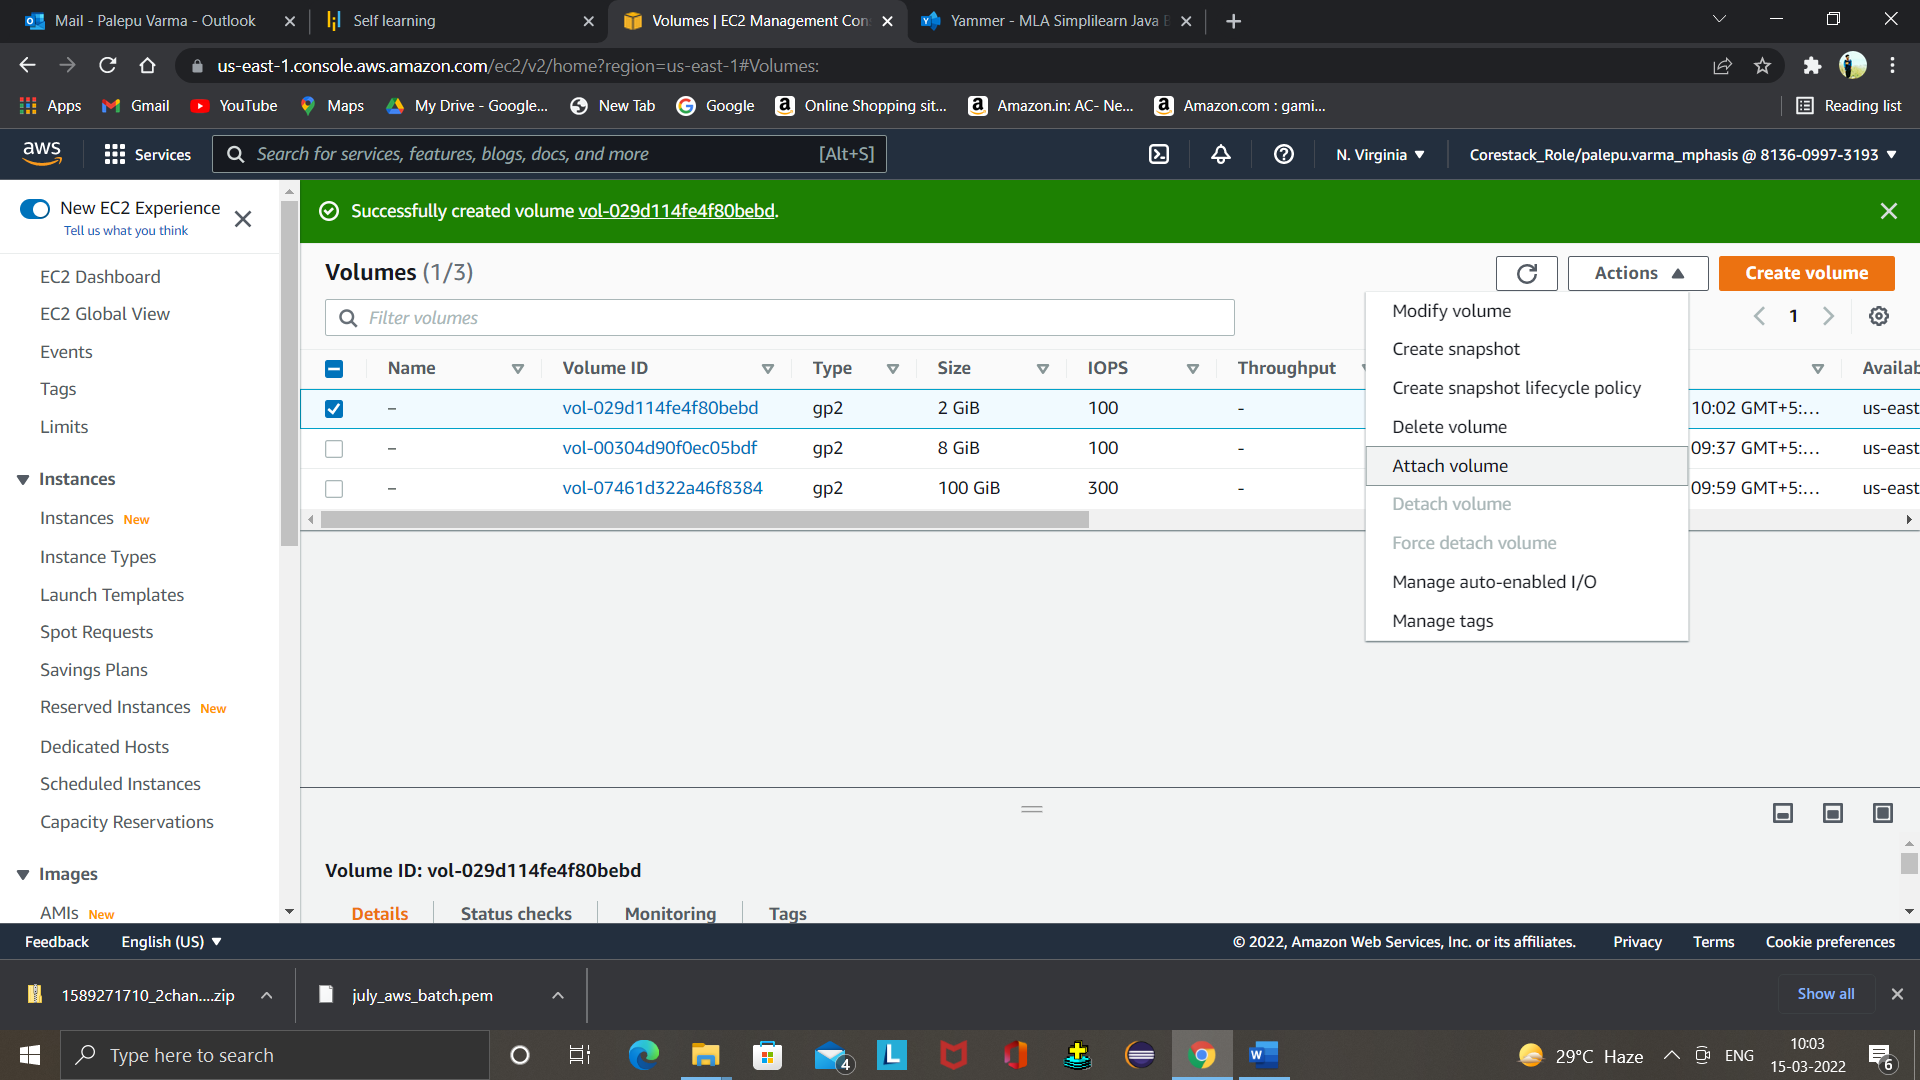 Mail - Palepu Varma - Outlook
Self learning
Volumes | EC2 Management Con
Yammer - MLA Simplilearn Java B
us-east-1.console.aws.amazon.com/ec2/v2/home?region=us-east-1#Volumes:
Apps
Gmail
YouTube
Maps
My Drive - Google...
New Tab
Google
Online Shopping sit...
Amazon.in: AC- Ne...
Amazon.com : gami...
Reading list
aws
Services
Search for services, features, blogs, docs, and more
[Alt+S]
N. Virginia
Corestack_Role/palepu.varma_mphasis @ 8136-0997-3193
New EC2 Experience
Tell us what you think
EC2 Dashboard
EC2 Global View
Events
Tags
Limits
Instances
Instances New
Instance Types
Launch Templates
Spot Requests
Savings Plans
Reserved Instances New
Dedicated Hosts
Scheduled Instances
Capacity Reservations
Images
AMIs New
Successfully created volume vol-029d114fe4f80bebd.
Volumes (1/3)
Actions
Create volume
Filter volumes
1
Name Volume ID Type Size IOPS Throughput Availab
– vol-029d114fe4f80bebd gp2 2 GiB 100 - 10:02 GMT+5:... us-east
– vol-00304d90f0ec05bdf gp2 8 GiB 100 - 09:37 GMT+5:... us-east
– vol-07461d322a46f8384 gp2 100 GiB 300 - 09:59 GMT+5:... us-east
Modify volume
Create snapshot
Create snapshot lifecycle policy
Delete volume
Attach volume
Detach volume
Force detach volume
Manage auto-enabled I/O
Manage tags
Volume ID: vol-029d114fe4f80bebd
Details
Status checks
Monitoring
Tags
Feedback
English (US)
© 2022, Amazon Web Services, Inc. or its affiliates.
Privacy
Terms
Cookie preferences
1589271710_2chan....zip
july_aws_batch.pem
Show all
Type here to search
4
L
W
29°C Haze
ENG
10:03
15-03-2022
6